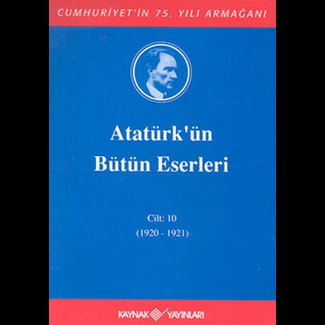 CUMHURİYET'İN 75. YILI ARMAĞANI
Atatürk'ün
Bütün Eserleri
Cilt: 10
(1920 - 1921)
KAYNAK YAYINLARI